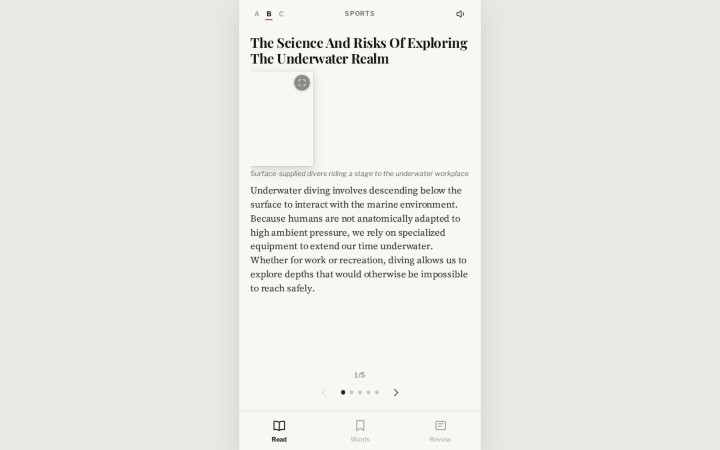 A B C SPORTS
The Science And Risks Of Exploring
The Underwater Realm
Surface-supplied divers riding a stage to the underwater workplace
Underwater diving involves descending below the
surface to interact with the marine environment.
Because humans are not anatomically adapted to
high ambient pressure, we rely on specialized
equipment to extend our time underwater.
Whether for work or recreation, diving allows us to
explore depths that would otherwise be impossible
to reach safely.
1/5
Read Words Review